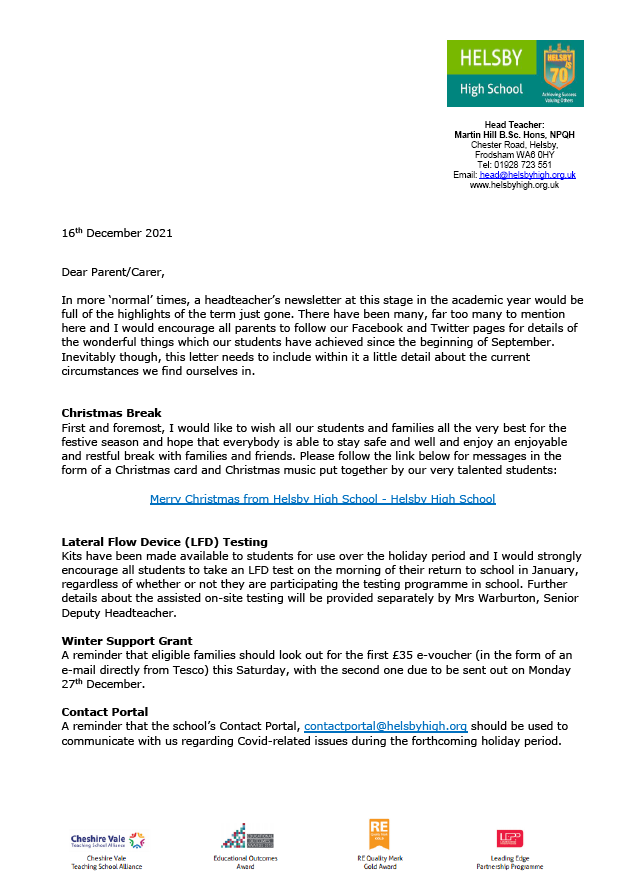 HELSBY
High School
HELSBY
IS
70
Achieving Success
Valuing Others
Head Teacher:
Martin Hill B.Sc. Hons, NPQH
Chester Road, Helsby,
Frodsham WA6 0HY
Tel: 01928 723 551
Email: head@helsbyhigh.org.uk
www.helsbyhigh.org.uk
16th December 2021
Dear Parent/Carer,
In more ‘normal’ times, a headteacher’s newsletter at this stage in the academic year would be
full of the highlights of the term just gone. There have been many, far too many to mention
here and I would encourage all parents to follow our Facebook and Twitter pages for details of
the wonderful things which our students have achieved since the beginning of September.
Inevitably though, this letter needs to include within it a little detail about the current
circumstances we find ourselves in.
Christmas Break
First and foremost, I would like to wish all our students and families all the very best for the
festive season and hope that everybody is able to stay safe and well and enjoy an enjoyable
and restful break with families and friends. Please follow the link below for messages in the
form of a Christmas card and Christmas music put together by our very talented students:
Merry Christmas from Helsby High School - Helsby High School
Lateral Flow Device (LFD) Testing
Kits have been made available to students for use over the holiday period and I would strongly
encourage all students to take an LFD test on the morning of their return to school in January,
regardless of whether or not they are participating the testing programme in school. Further
details about the assisted on-site testing will be provided separately by Mrs Warburton, Senior
Deputy Headteacher.
Winter Support Grant
A reminder that eligible families should look out for the first £35 e-voucher (in the form of an
e-mail directly from Tesco) this Saturday, with the second one due to be sent out on Monday
27th December.
Contact Portal
A reminder that the school’s Contact Portal, contactportal@helsbyhigh.org should be used to
communicate with us regarding Covid-related issues during the forthcoming holiday period.
Cheshire Vale
Teaching School Alliance
RE
LEPP
Cheshire Vale
Teaching School Alliance
Educational Outcomes
Award
RE Quality Mark
Gold Award
Leading Edge
Partnership Programme